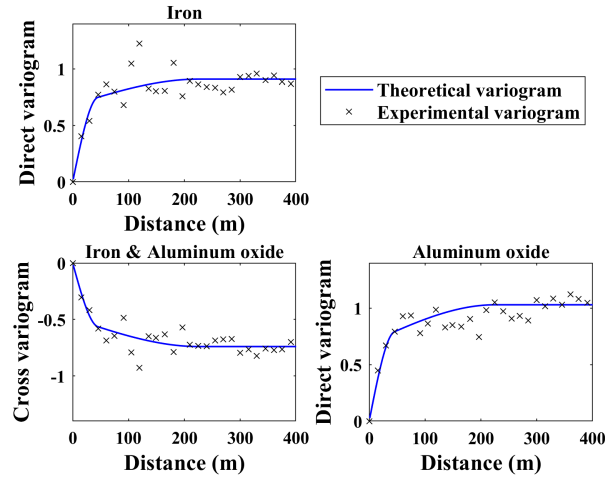 Iron
Direct variogram
1
0.5
0
0 100 200 300 400
Distance (m)
Theoretical variogram
Experimental variogram
Iron & Aluminum oxide
Cross variogram
0
-0.5
-1
0 100 200 300 400
Distance (m)
Aluminum oxide
Direct variogram
1
0.5
0
0 100 200 300 400
Distance (m)